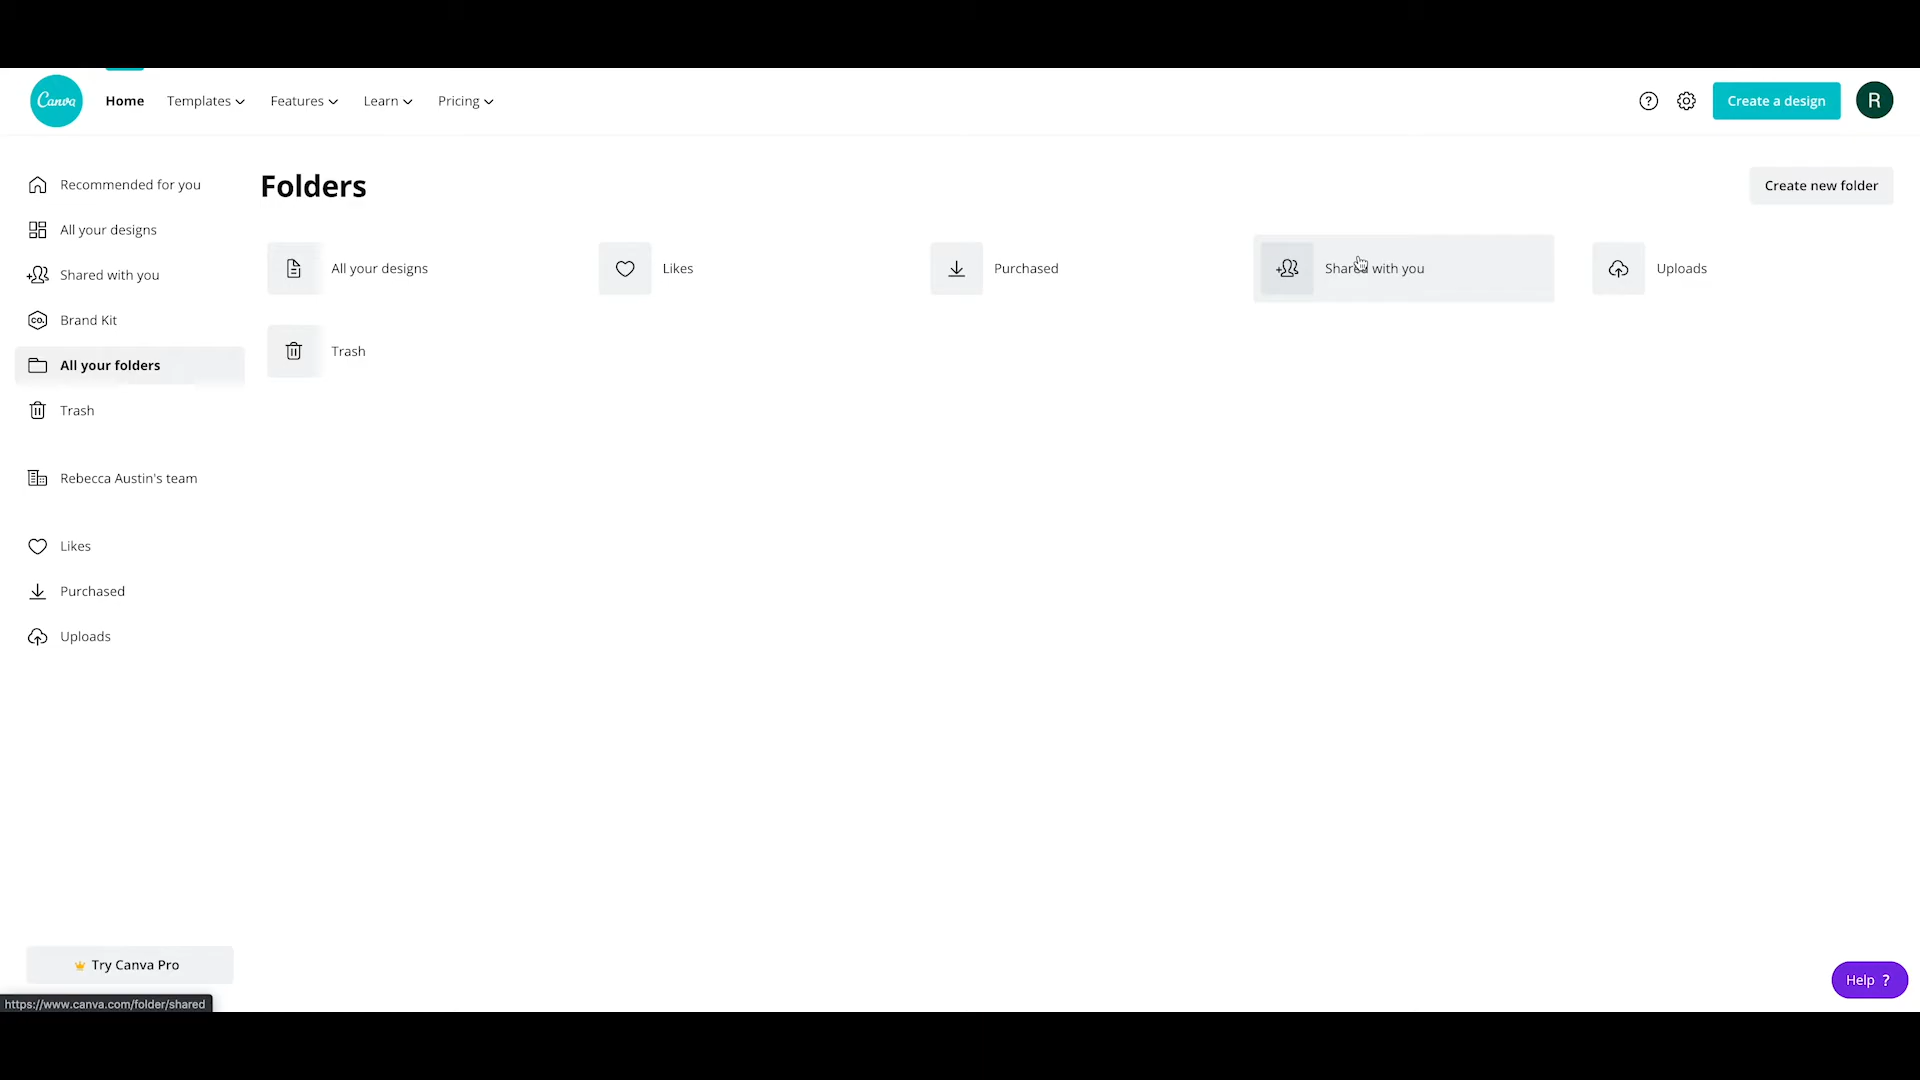 Canva
Home Templates Features Learn Pricing
? Create a design R
Recommended for you
All your designs
Shared with you
CO. Brand Kit
All your folders
Trash
Rebecca Austin's team
Likes
Purchased
Uploads
Try Canva Pro
Folders
Create new folder
All your designs Likes Purchased Shared with you Uploads
Trash
Help ?
https://www.canva.com/folder/shared